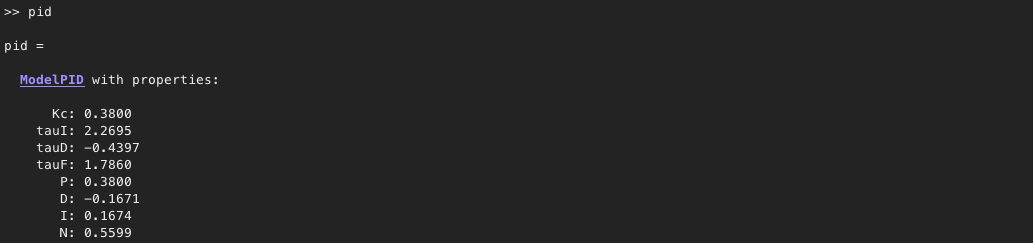 >> pid
pid =
ModelPID with properties:
Kc: 0.3800
tauI: 2.2695
tauD: -0.4397
tauF: 1.7860
P: 0.3800
D: -0.1671
I: 0.1674
N: 0.5599